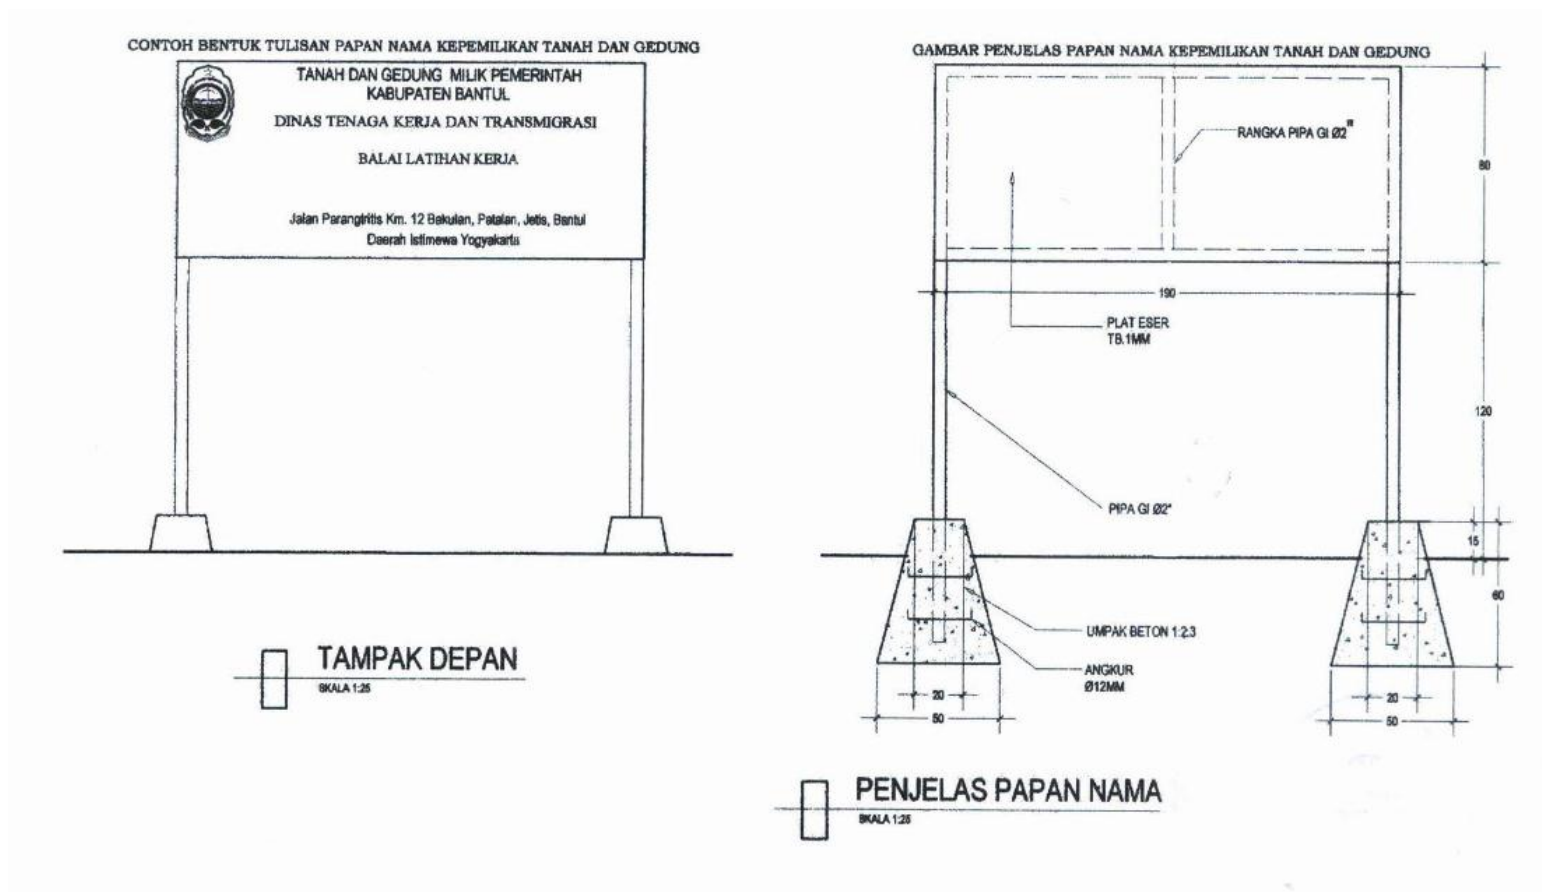 CONTOH BENTUK TULISAN PAPAN NAMA KEPEMILIKAN TANAH DAN GEDUNG
TANAH DAN GEDUNG MILIK PEMERINTAH
KABUPATEN BANTUL
DINAS TENAGA KERJA DAN TRANSMIGRASI
BALAI LATIHAN KERJA
Jalan Parangtritis Km. 12 Bakulan, Patalan, Jetis, Bantul
Daerah Istimewa Yogyakarta
TAMPAK DEPAN
SKALA 1:25
GAMBAR PENJELAS PAPAN NAMA KEPEMILIKAN TANAH DAN GEDUNG
RANGKA PIPA GI Ø2"
80
190
PLAT ESER
TB.1MM
120
PIPA GI Ø2"
15
60
UMPAK BETON 1:2:3
ANGKUR
Ø12MM
20
50
20
50
PENJELAS PAPAN NAMA
SKALA 1:25